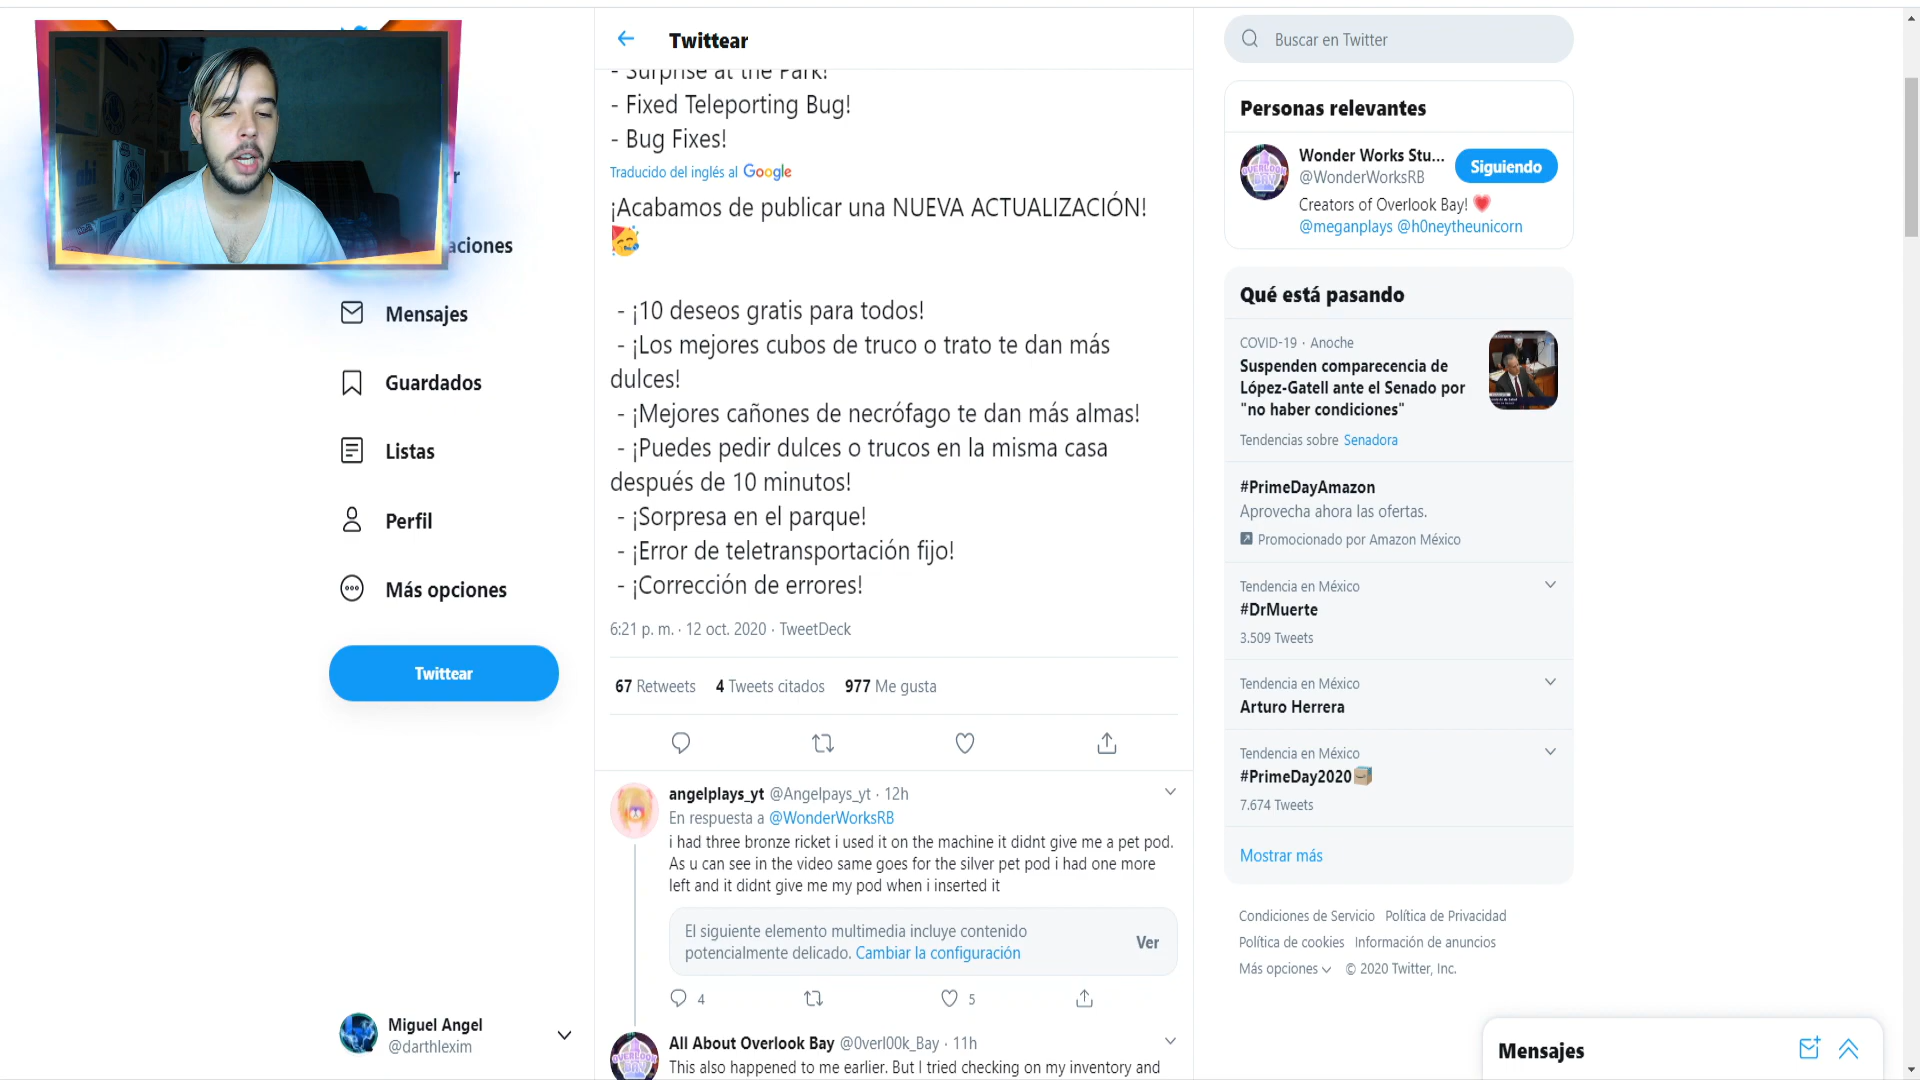 Twittear
- Surprise at the Park!
- Fixed Teleporting Bug!
- Bug Fixes!
Traducido del inglés al Google
¡Acabamos de publicar una NUEVA ACTUALIZACIÓN!
- ¡10 deseos gratis para todos!
- ¡Los mejores cubos de truco o trato te dan más
dulces!
- ¡Mejores cañones de necrófago te dan más almas!
- ¡Puedes pedir dulces o trucos en la misma casa
después de 10 minutos!
- ¡Sorpresa en el parque!
- ¡Error de teletransportación fijo!
- ¡Corrección de errores!
6:21 p. m. · 12 oct. 2020 · TweetDeck
67 Retweets 4 Tweets citados 977 Me gusta
angelplays_yt @Angelpays_yt · 12h
En respuesta a @WonderWorksRB
i had three bronze ricket i used it on the machine it didnt give me a pet pod.
As u can see in the video same goes for the silver pet pod i had one more
left and it didnt give me my pod when i inserted it
El siguiente elemento multimedia incluye contenido
potencialmente delicado. Cambiar la configuración
Ver
4
5
All About Overlook Bay @0verl00k_Bay · 11h
This also happened to me earlier. But I tried checking on my inventory and
r
aciones
Mensajes
Guardados
Listas
Perfil
Más opciones
Twittear
Miguel Angel
@darthlexim
Buscar en Twitter
Personas relevantes
Wonder Works Stu...
@WonderWorksRB
Siguiendo
Creators of Overlook Bay!
@meganplays @h0neytheunicorn
Qué está pasando
COVID-19 · Anoche
Suspenden comparecencia de
López-Gatell ante el Senado por
"no haber condiciones"
Tendencias sobre Senadora
#PrimeDayAmazon
Aprovecha ahora las ofertas.
Promocionado por Amazon México
Tendencia en México
#DrMuerte
3.509 Tweets
Tendencia en México
Arturo Herrera
Tendencia en México
#PrimeDay2020
7.674 Tweets
Mostrar más
Condiciones de Servicio Política de Privacidad
Política de cookies Información de anuncios
Más opciones © 2020 Twitter, Inc.
Mensajes